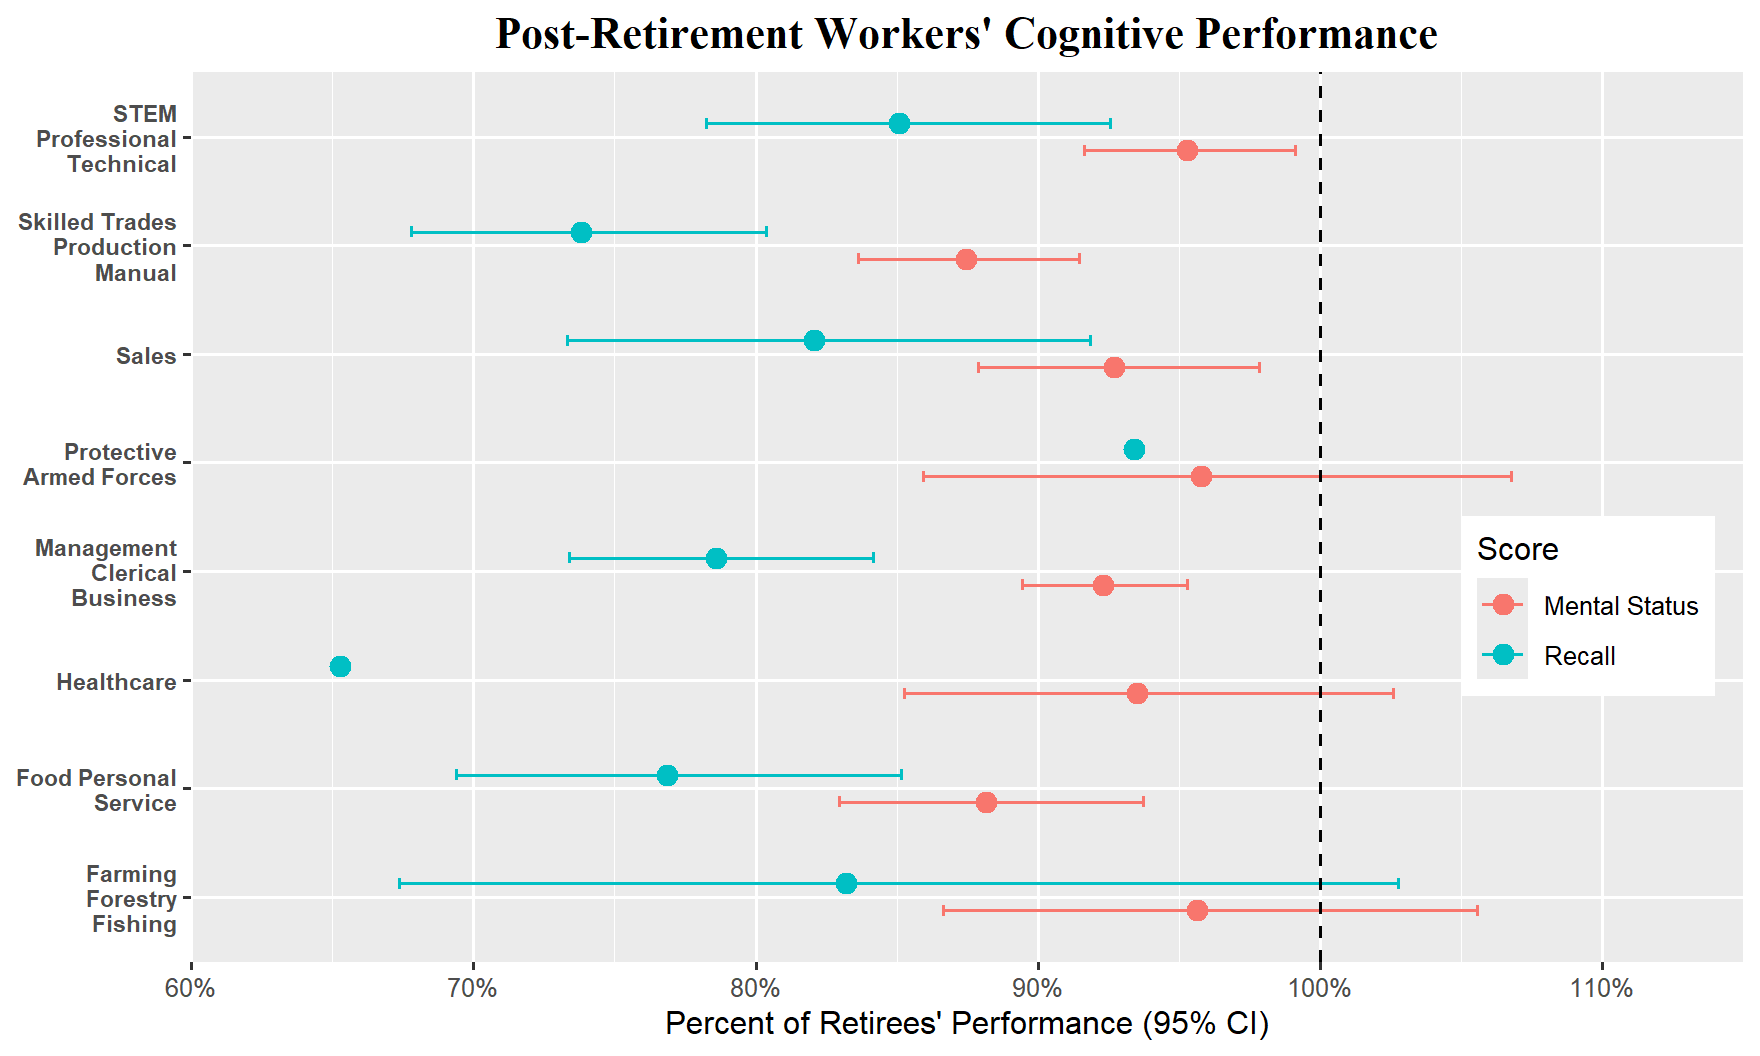 Post-Retirement Workers' Cognitive Performance
STEM
Professional
Technical
Skilled Trades
Production
Manual
Sales
Protective
Armed Forces
Management
Clerical
Business
Healthcare
Food Personal
Service
Farming
Forestry
Fishing
Score
Mental Status
Recall
60% 70% 80% 90% 100% 110%
Percent of Retirees' Performance (95% CI)